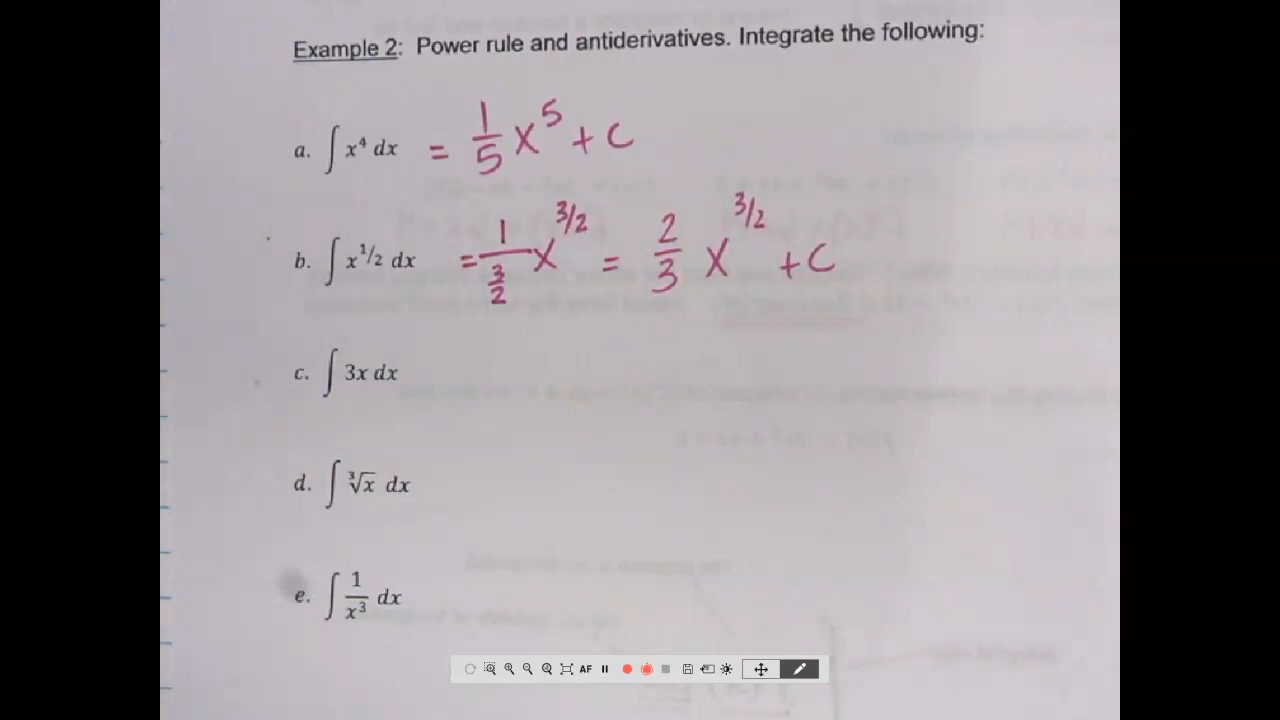 Example 2: Power rule and antiderivatives. Integrate the following:
a. ∫ x⁴ dx = 1/5 x⁵ + C
b. ∫ x^1/2 dx = 1/(3/2) x^3/2 = 2/3 x^3/2 + C
c. ∫ 3x dx
d. ∫ ∛x dx
e. ∫ 1/x³ dx
AF